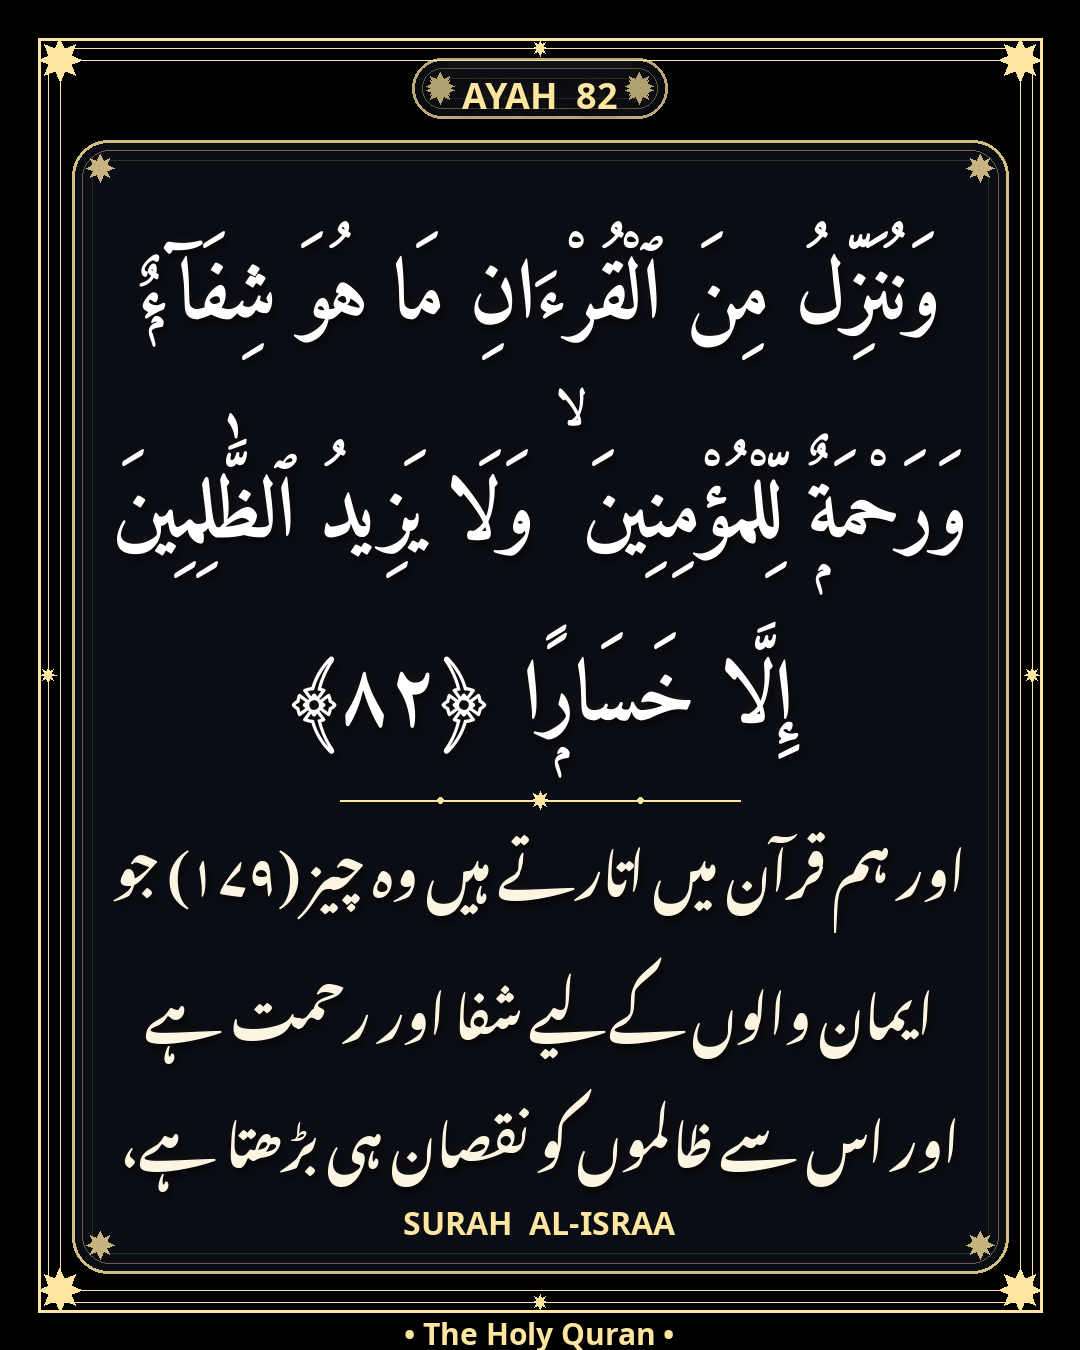 AYAH 82
وَنُنَزِّلُ مِنَ ٱلْقُرْءَانِ مَا هُوَ شِفَآءٌۭ
وَرَحْمَةٌۭ لِّلْمُؤْمِنِينَ ۙ وَلَا يَزِيدُ ٱلظَّٰلِمِينَ
إِلَّا خَسَارًۭا ﴿٨٢﴾
اور ہم قرآن میں اتارتے ہیں وہ چیز(۱۷۹) جو
ایمان والوں کےلیے شفا اور رحمت ہے
اور اس سے ظالموں کو نقصان ہی بڑھتا ہے،
SURAH AL-ISRAA
• The Holy Quran •